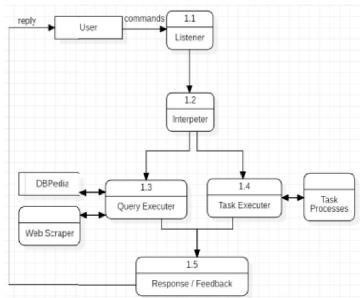 reply
User
commands
1.1
Listener
1.2
Interpeter
DBPedia
1.3
Query Executer
1.4
Task Executer
Task
Processes
Web Scraper
1.5
Response / Feedback